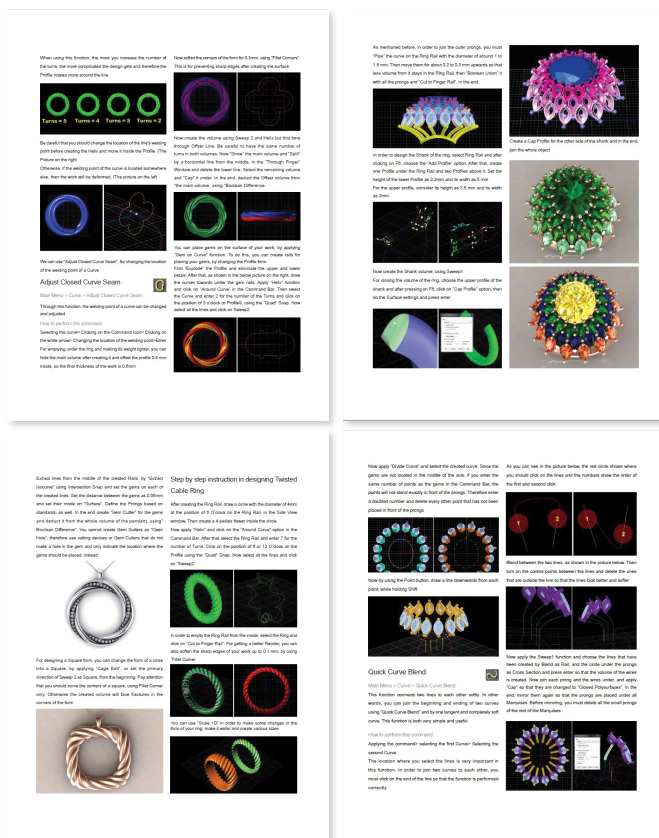 When using this function, the more you increase the number of
the turns, the more complicated the design gets and therefore the
Profile rotates more around the line
Turns = 5 Turns = 4 Turns = 3 Turns = 2
Be careful that you should change the location of the line's welding
point before creating the Helix and move it inside the Profile. (The
Picture on the right
Otherwise, if the welding point of the curve is located somewhere
else, then the work will be deformed. (The picture on the left
We can use "Adjust Closed Curve Seam", for changing the location
of the welding point of a Curve
Adjust Closed Curve Seam
Main Menu > Curve > Adjust Closed Curve Seam
Through this function, the welding point of a curve can be changed
and adjusted
How to perform the command
Selecting the curve> Clicking on the Command Icon> Clicking on
the white arrow> Changing the location of the welding point>Enter
For emptying under the ring and making its weight lighter, you can
hide the main volume after creating it and offset the profile 0.6 mm
inside, so the final thickness of the work is 0.6mm
Now soften the corners of the form for 0.3mm, using "Fillet Corners".
This is for preventing sharp edges after creating the surface
Now create the volume using Sweep 2 and Helix but this time
through Offset Line. Be careful to have the same number of
turns in both volumes. Now "Show" the main volume and "Split"
by a horizontal line from the middle, in the "Through Finger"
Window and delete the lower line. Select the remaining volume
and "Cap" it under. In the end, deduct the Offset volume from
"the main volume, using "Boolean Difference
You can place gems on the surface of your work, by applying
"Gem on Curve" function. To do this, you can create rails for
placing your gems, by changing the Profile form
First "Explode" the Profile and eliminate the upper and lower
petals. After that, as shown in the below picture on the right, draw
the curves towards under the gem rails. Apply "Helix" function
and click on "Around Curve" in the Command Bar. Then select
the Curve and enter 2 for the number of the Turns and click on
the point of 3 o'clock or Profile9, using the "Quad" Snap. Now
select all the lines and click on Sweep2
As mentioned before, in order to join the outer prongs, you must
"Pipe" the curve on the Ring Rail with the diameter of around 1 to
1.6 mm. Then move them for about 0.2 to 0.3 mm upwards so that
less volume from it stays in the Ring Rail, then "Boolean Union" it
with all the prongs and "Cut to Finger Rail", in the end
In order to design the Shank of the ring, select Ring Rail and after
clicking on F6, choose the "Add Profile" option. After that, create
one Profile under the Ring Rail and two Profiles above it. Set the
height of the lower Profile as 2.2mm and its width as 5 mm
For the upper profile, consider its height as 3.8 mm and its width
as 2mm
Now create the Shank volume, using Sweep1
For closing the volume of the ring, choose the upper profile of the
shank and after pressing on F6, click on "Cap Profile" option, then
do the Surface settings and press enter
Create a Cap Profile for the other side of the shank and in the end,
join the whole object
Extract lines from the middle of the created Rails, by "Extract
Isocurve" using Intersection Snap and set the gems on each of
the created lines. Set the distance between the gems as 0.05mm
and set their mode on "Surface". Define the Prongs based on
standards, as well. In the end create "Gem Cutter" for the gems
and deduct it from the whole volume of the pendant, using"
Boolean Difference". You cannot create Gem Gutters as "Open
Hole", therefore use cutting devices or Gem Cutters that do not
make a hole in the gem and only indicate the location where the
gems should be placed, instead
For designing a Square form, you can change the form of a circle
into a Square, by applying "Cage Edit", or set the primary
direction of Sweep 2 as Square, from the beginning. Pay attention
that you should curve the corners of a square, using Fillet Corner
only. Otherwise the created volume will face fractures in the
corners of the form
Step by step instruction in designing Twisted
Cable Ring
After creating the Ring Rail, draw a circle with the diameter of 4mm
at the position of 6 O'clock on the Ring Rail, in the Side View
window. Then create a 4-pedals flower inside the circle
Now apply "Helix" and click on the "Around Curve" option in the
Command Bar. After that select the Ring Rail and enter 7 for the
number of Turns. Click on the position of 6 or 12 O'clock on the
Profile using the "Quad" Snap. Now select all the lines and click
on "Sweep2
In order to empty the Ring Rail from the inside, select the Ring and
click on "Cut to Finger Rail". For getting a better Render, you can
also soften the sharp edges of your work up to 0.1 mm, by using
"Fillet Corner
You can use "Scale 1D" in order to make some changes in the
form of your ring, make it wider and create various sizes
Now apply "Divide Curve" and select the created curve. Since the
gems are not located in the middle of the axis, if you enter the
same number of points as the gems in the Command Bar, the
points will not stand exactly in front of the prongs. Therefore enter
a doubled number and delete every other point that has not been
placed in front of the prongs
Now by using the Point button, draw a line downwards from each
point, while holding Shift
Quick Curve Blend
Main Menu > Curve > Quick Curve Blend
This function connects two lines to each other softly. In other
words, you can join the beginning and ending of two curves
using "Quick Curve Blend" and by one tangent and completely soft
curve. This function is both very simple and useful
How to perform this command:
Applying the command> selecting the first Curve> Selecting the
second Curve
The location where you select the lines is very important in
this function. In order to join two curves to each other, you
must click on the end of the line so that the function is performed
correctly
As you can see in the picture below, the red circle shows where
you should click on the lines and the numbers show the order of
the first and second click
1
2
Blend between the two lines, as shown in the picture below. Then
turn on the control points between the lines and delete the ones
that are outside the line so that the lines look better and softer
Now apply the Sweep1 function and choose the lines that have
been created by Blend as Rail, and the circle under the prongs
as Cross Section and press enter so that the volume of the wires
is created. Now join each prong and the wires under, and apply
"Cap" so that they are changed to "Closed Polysurfaces". In the
end, mirror them again so that the prongs are placed under all
Marquises. Before mirroring, you must delete all the small prongs
of the rest of the Marquises